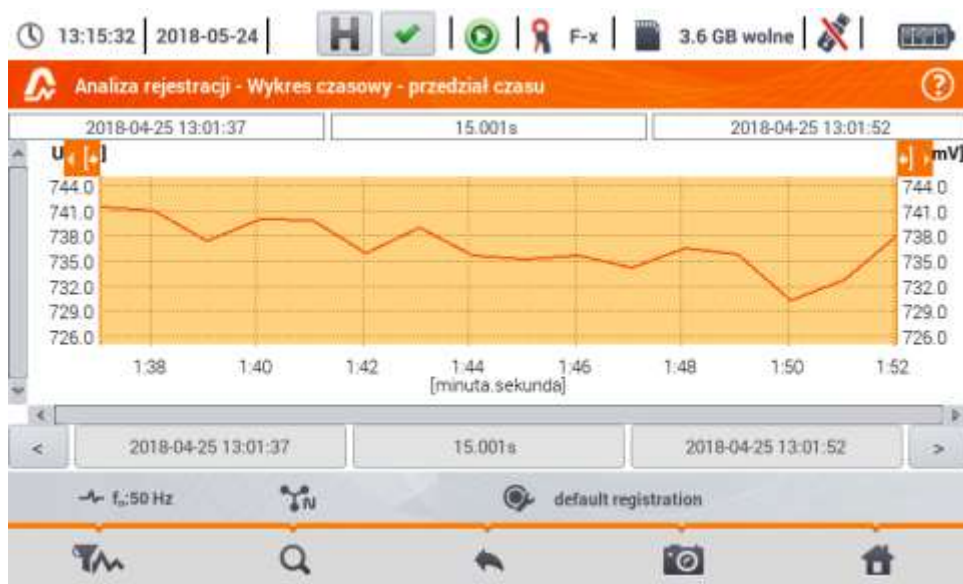 13:15:32 2018-05-24 H F-x 3.6 GB wolne
Analiza rejestracji - Wykres czasowy - przedział czasu ?
2018-04-25 13:01:37 15.001s 2018-04-25 13:01:52
U mV]
744.0 744.0
741.0 741.0
738.0 738.0
735.0 735.0
732.0 732.0
729.0 729.0
726.0 726.0
1:38 1:40 1:42 1:44 1:46 1:48 1:50 1:52
[minuta.sekunda]
< 2018-04-25 13:01:37 15.001s 2018-04-25 13:01:52 >
fₙ:50 Hz N default registration